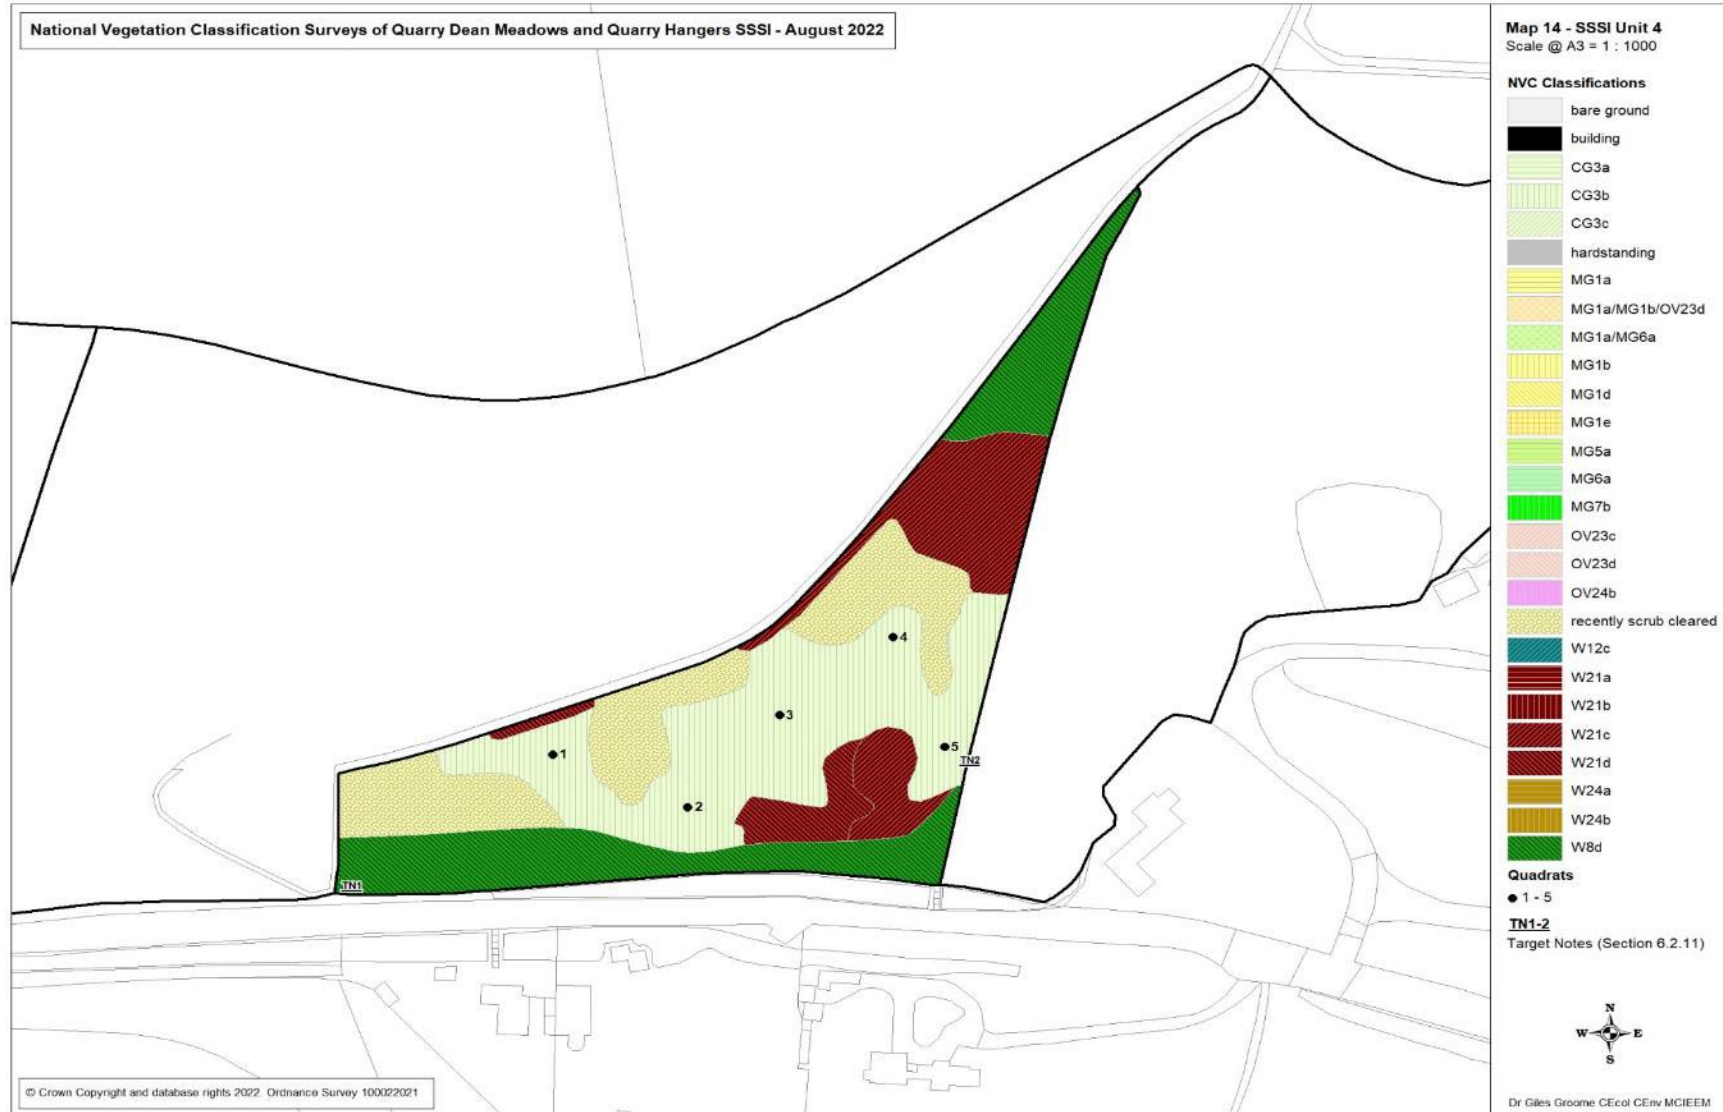 National Vegetation Classification Surveys of Quarry Dean Meadows and Quarry Hangers SSSI - August 2022
Map 14 - SSSI Unit 4
Scale @ A3 = 1 : 1000
NVC Classifications
bare ground
building
CG3a
CG3b
CG3c
hardstanding
MG1a
MG1a/MG1b/OV23d
MG1a/MG6a
MG1b
MG1d
MG1e
MG5a
MG6a
MG7b
OV23c
OV23d
OV24b
recently scrub cleared
W12c
W21a
W21b
W21c
W21d
W24a
W24b
W8d
Quadrats
1 - 5
TN1-2
Target Notes (Section 6.2.11)
N
W E
S
Dr Giles Groome CEcol CEnv MCIEEM
4
3
1
5
TN2
2
TN1
© Crown Copyright and database rights 2022. Ordnance Survey 100022021